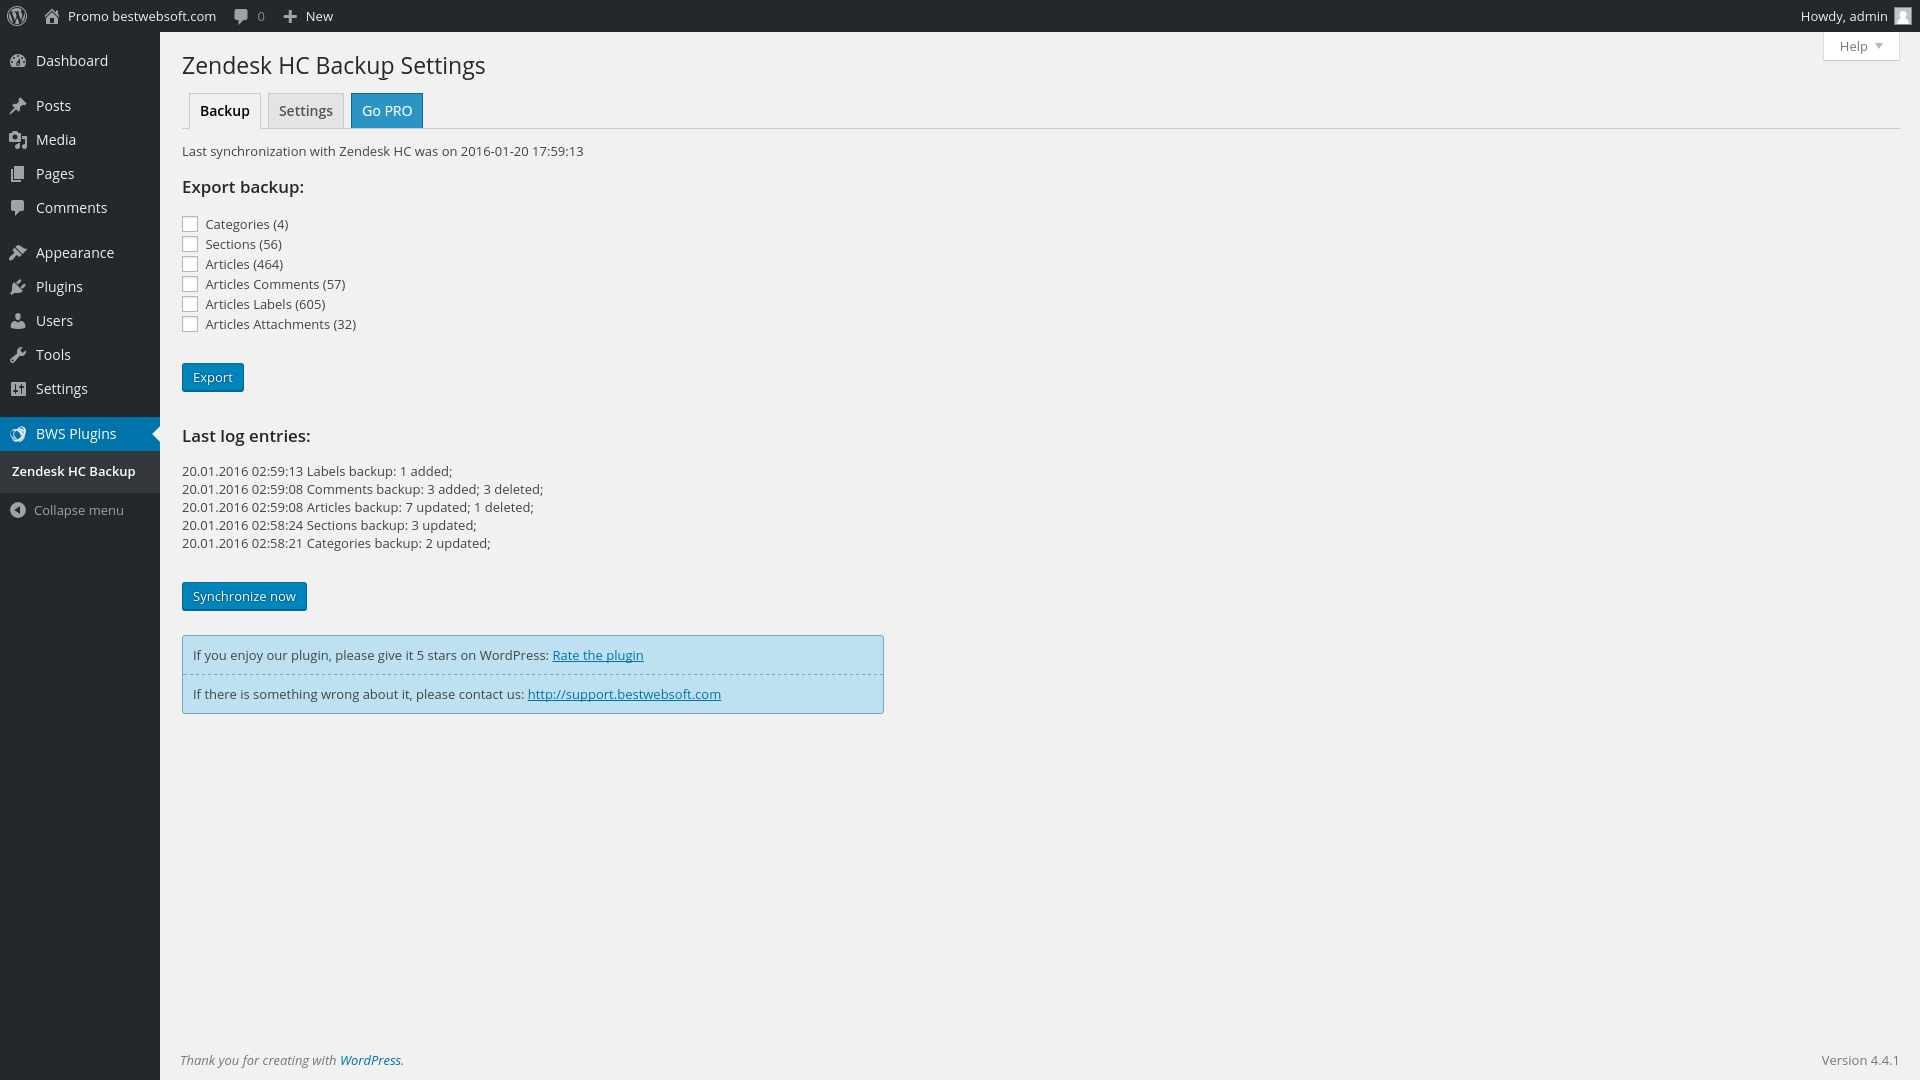 Promo bestwebsoft.com 0 New Howdy, admin
Help
Dashboard
Posts
Media
Pages
Comments
Appearance
Plugins
Users
Tools
Settings
BWS Plugins
Zendesk HC Backup
Collapse menu
Zendesk HC Backup Settings
Backup Settings Go PRO
Last synchronization with Zendesk HC was on 2016-01-20 17:59:13
Export backup:
Categories (4)
Sections (56)
Articles (464)
Articles Comments (57)
Articles Labels (605)
Articles Attachments (32)
Export
Last log entries:
20.01.2016 02:59:13 Labels backup: 1 added;
20.01.2016 02:59:08 Comments backup: 3 added; 3 deleted;
20.01.2016 02:59:08 Articles backup: 7 updated; 1 deleted;
20.01.2016 02:58:24 Sections backup: 3 updated;
20.01.2016 02:58:21 Categories backup: 2 updated;
Synchronize now
If you enjoy our plugin, please give it 5 stars on WordPress: Rate the plugin
If there is something wrong about it, please contact us: http://support.bestwebsoft.com
Thank you for creating with WordPress.
Version 4.4.1